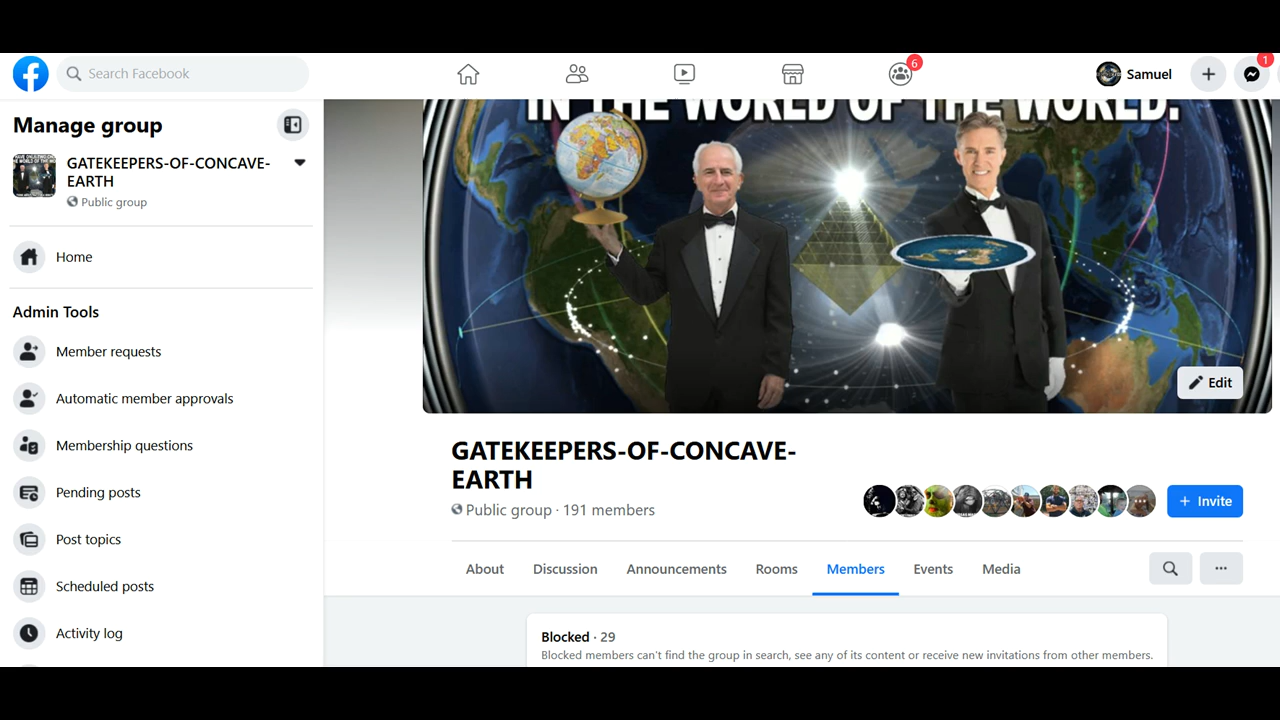 Search Facebook
6
Samuel
1
Manage group
GATEKEEPERS-OF-CONCAVE-
EARTH
Public group
Home
Admin Tools
Member requests
Automatic member approvals
Membership questions
Pending posts
Post topics
Scheduled posts
Activity log
IN THE WORLD OF THE WORLD.
Edit
GATEKEEPERS-OF-CONCAVE-
EARTH
Public group · 191 members
+ Invite
About Discussion Announcements Rooms Members Events Media
Blocked · 29
Blocked members can't find the group in search, see any of its content or receive new invitations from other members.